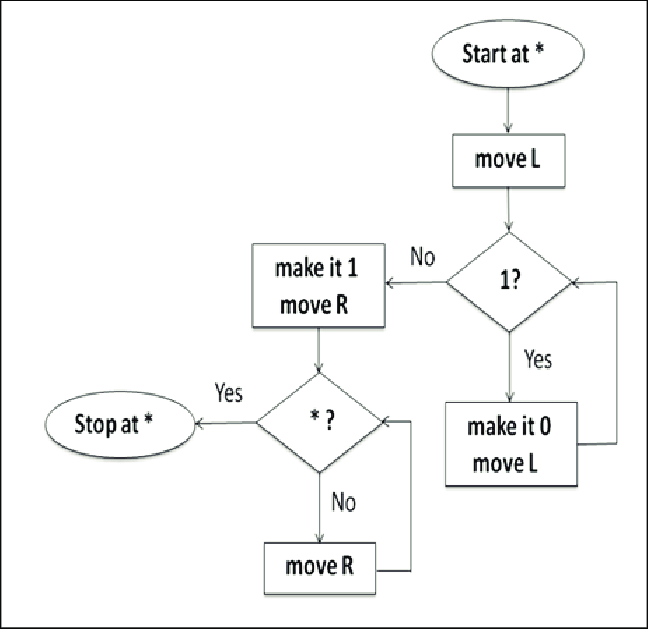 Start at *
move L
1?
No
make it 1
move R
Yes
make it 0
move L
* ?
Yes
Stop at *
No
move R